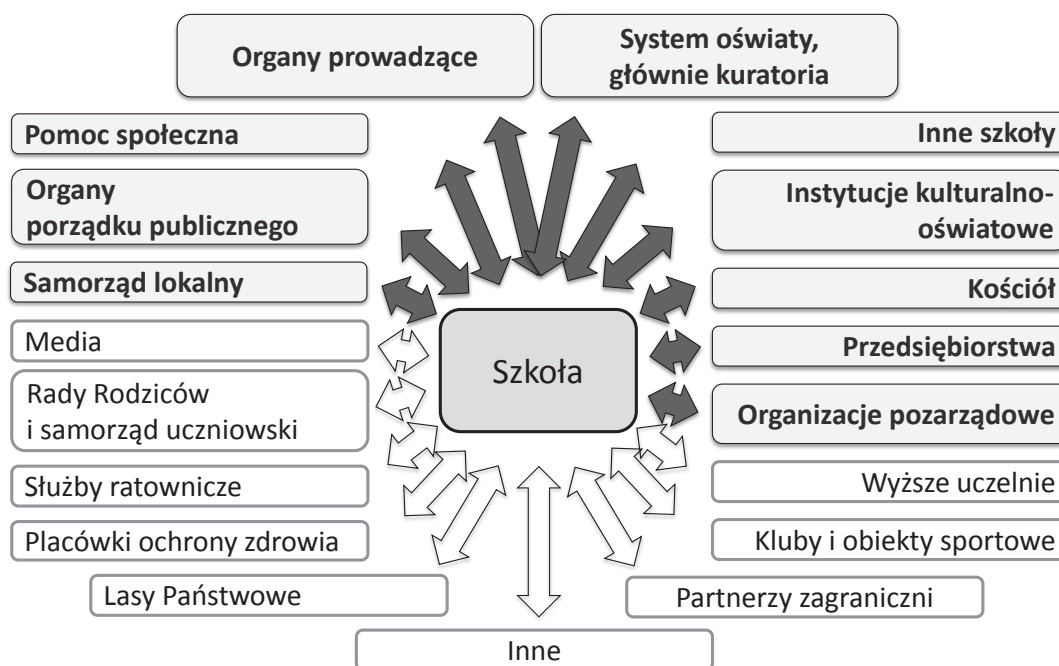 Organy prowadzące
System oświaty,
głównie kuratoria
Pomoc społeczna
Organy
porządku publicznego
Samorząd lokalny
Media
Rady Rodziców
i samorząd uczniowski
Służby ratownicze
Placówki ochrony zdrowia
Lasy Państwowe
Szkoła
Inne szkoły
Instytucje kulturalno-
oświatowe
Kościół
Przedsiębiorstwa
Organizacje pozarządowe
Wyższe uczelnie
Kluby i obiekty sportowe
Partnerzy zagraniczni
Inne